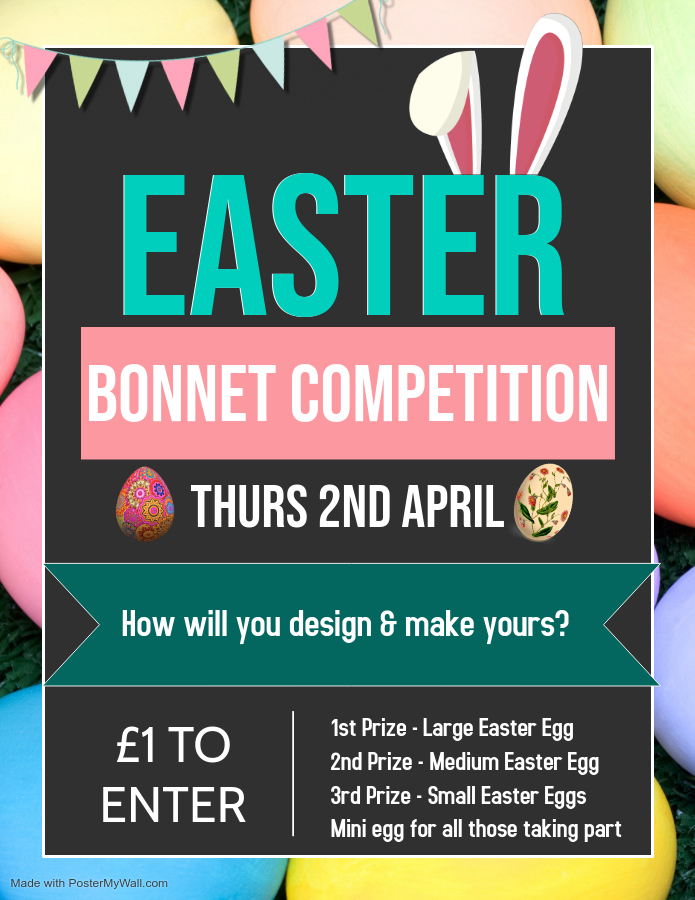 EASTER
BONNET COMPETITION
THURS 2ND APRIL
How will you design & make yours?
£1 TO
ENTER
1st Prize - Large Easter Egg
2nd Prize - Medium Easter Egg
3rd Prize - Small Easter Eggs
Mini egg for all those taking part
Made with PosterMyWall.com